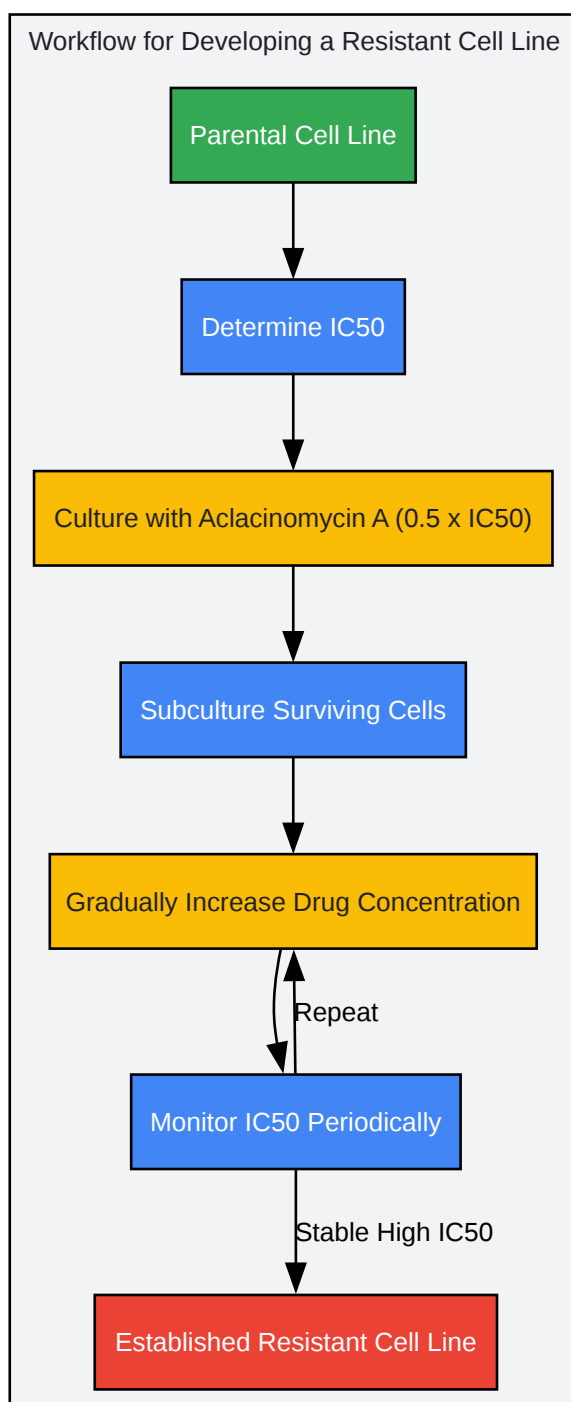 Workflow for Developing a Resistant Cell Line
Parental Cell Line
Determine IC50
Culture with Aclacinomycin A (0.5 x IC50)
Subculture Surviving Cells
Gradually Increase Drug Concentration
Repeat
Monitor IC50 Periodically
Stable High IC50
Established Resistant Cell Line